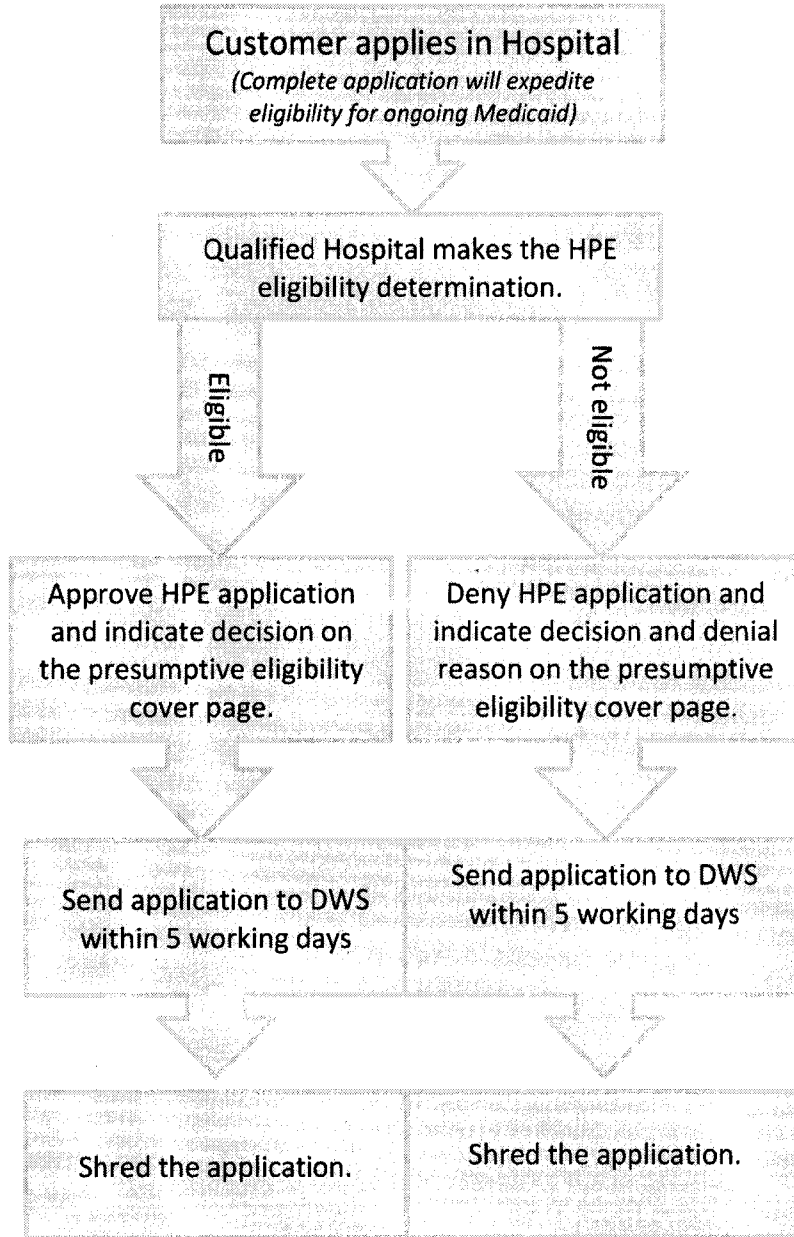 Customer applies in Hospital
(Complete application will expedite
eligibility for ongoing Medicaid)
Qualified Hospital makes the HPE
eligibility determination.
Eligible
Not eligible
Approve HPE application
and indicate decision on
the presumptive eligibility
cover page.
Deny HPE application and
indicate decision and denial
reason on the presumptive
eligibility cover page.
Send application to DWS
within 5 working days
Send application to DWS
within 5 working days
Shred the application.
Shred the application.